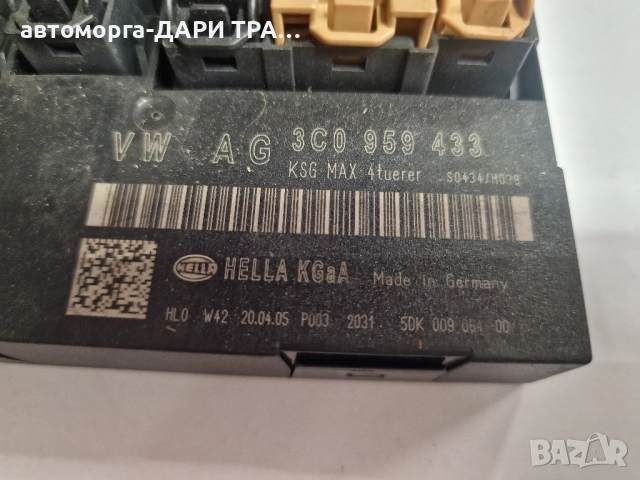 автоморга-ДАРИ ТРА...
VW AG 3C0 959 433
KSG MAX 4tuerer S0434/H039
HELLA HELLA KGaA Made in Germany
HLO W42 20.04.05 P003 2031 5DK 009 061-00
BAZAR